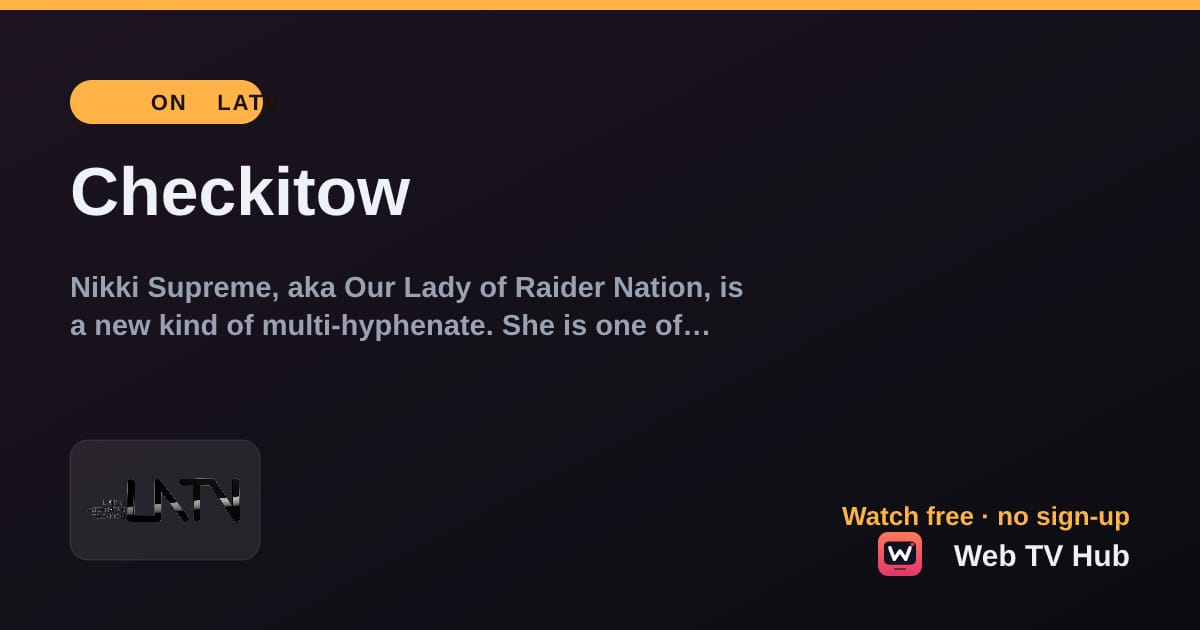 ON LAT
Checkitow
Nikki Supreme, aka Our Lady of Raider Nation, is
a new kind of multi-hyphenate. She is one of…
LATV
Watch free · no sign-up
W Web TV Hub